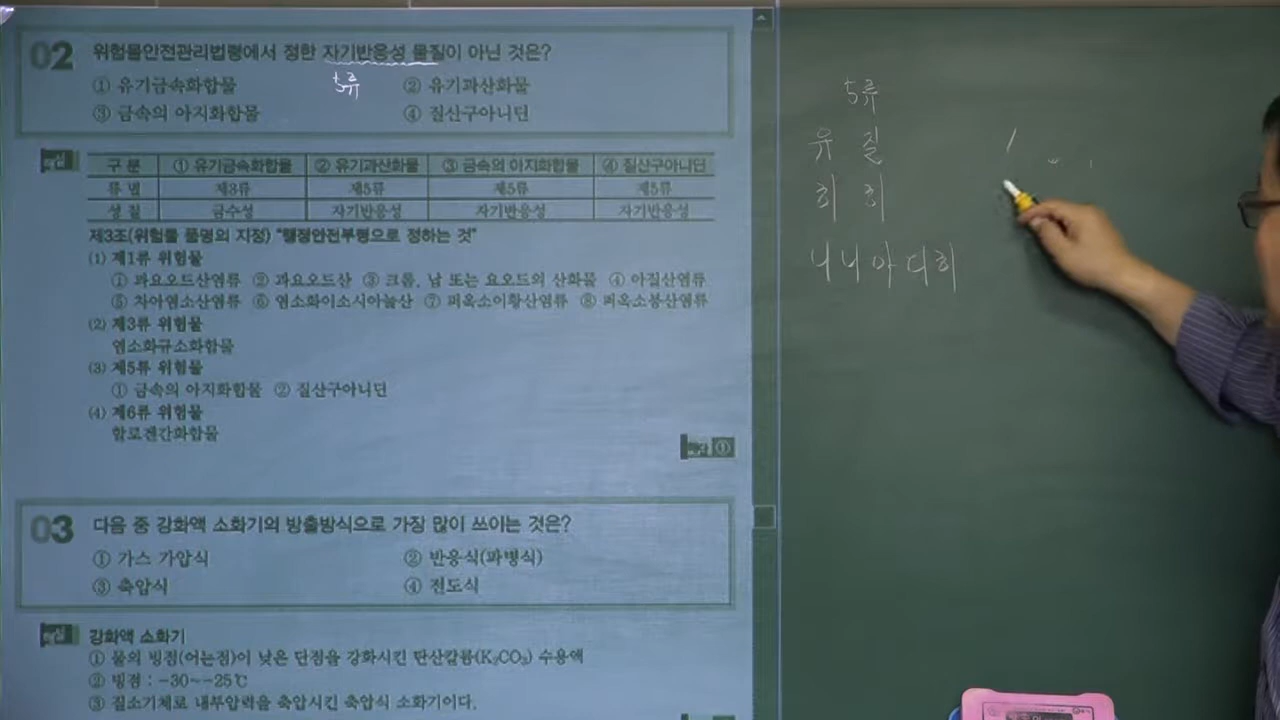 02 위험물안전관리법령에서 정한 자기반응성 물질이 아닌 것은?
5류
① 유기금속화합물 ② 유기과산화물
③ 금속의 아지화합물 ④ 질산구아니딘
해설
구 분 ① 유기금속화합물 ② 유기과산화물 ③ 금속의 아지화합물 ④ 질산구아니딘
류 별 제3류 제5류 제5류 제5류
성 질 금수성 자기반응성 자기반응성 자기반응성
제3조(위험물 품명의 지정) "행정안전부령으로 정하는 것"
(1) 제1류 위험물
① 과요오드산염류 ② 과요오드산 ③ 크롬, 납 또는 요오드의 산화물 ④ 아질산염류
⑤ 차아염소산염류 ⑥ 염소화이소시아눌산 ⑦ 퍼옥소이황산염류 ⑧ 퍼옥소붕산염류
(2) 제3류 위험물
염소화규소화합물
(3) 제5류 위험물
① 금속의 아지화합물 ② 질산구아니딘
(4) 제6류 위험물
할로겐간화합물
①
03 다음 중 강화액 소화기의 방출방식으로 가장 많이 쓰이는 것은?
① 가스 가압식 ② 반응식(파병식)
③ 축압식 ④ 전도식
해설 강화액 소화기
① 물의 빙점(어는점)이 낮은 단점을 강화시킨 탄산칼륨(K₂CO₃) 수용액
② 빙점 : -30~-25℃
③ 질소기체로 내부압력을 축압시킨 축압식 소화기이다.
5류
유 질
히 히
니 니 아 디 히